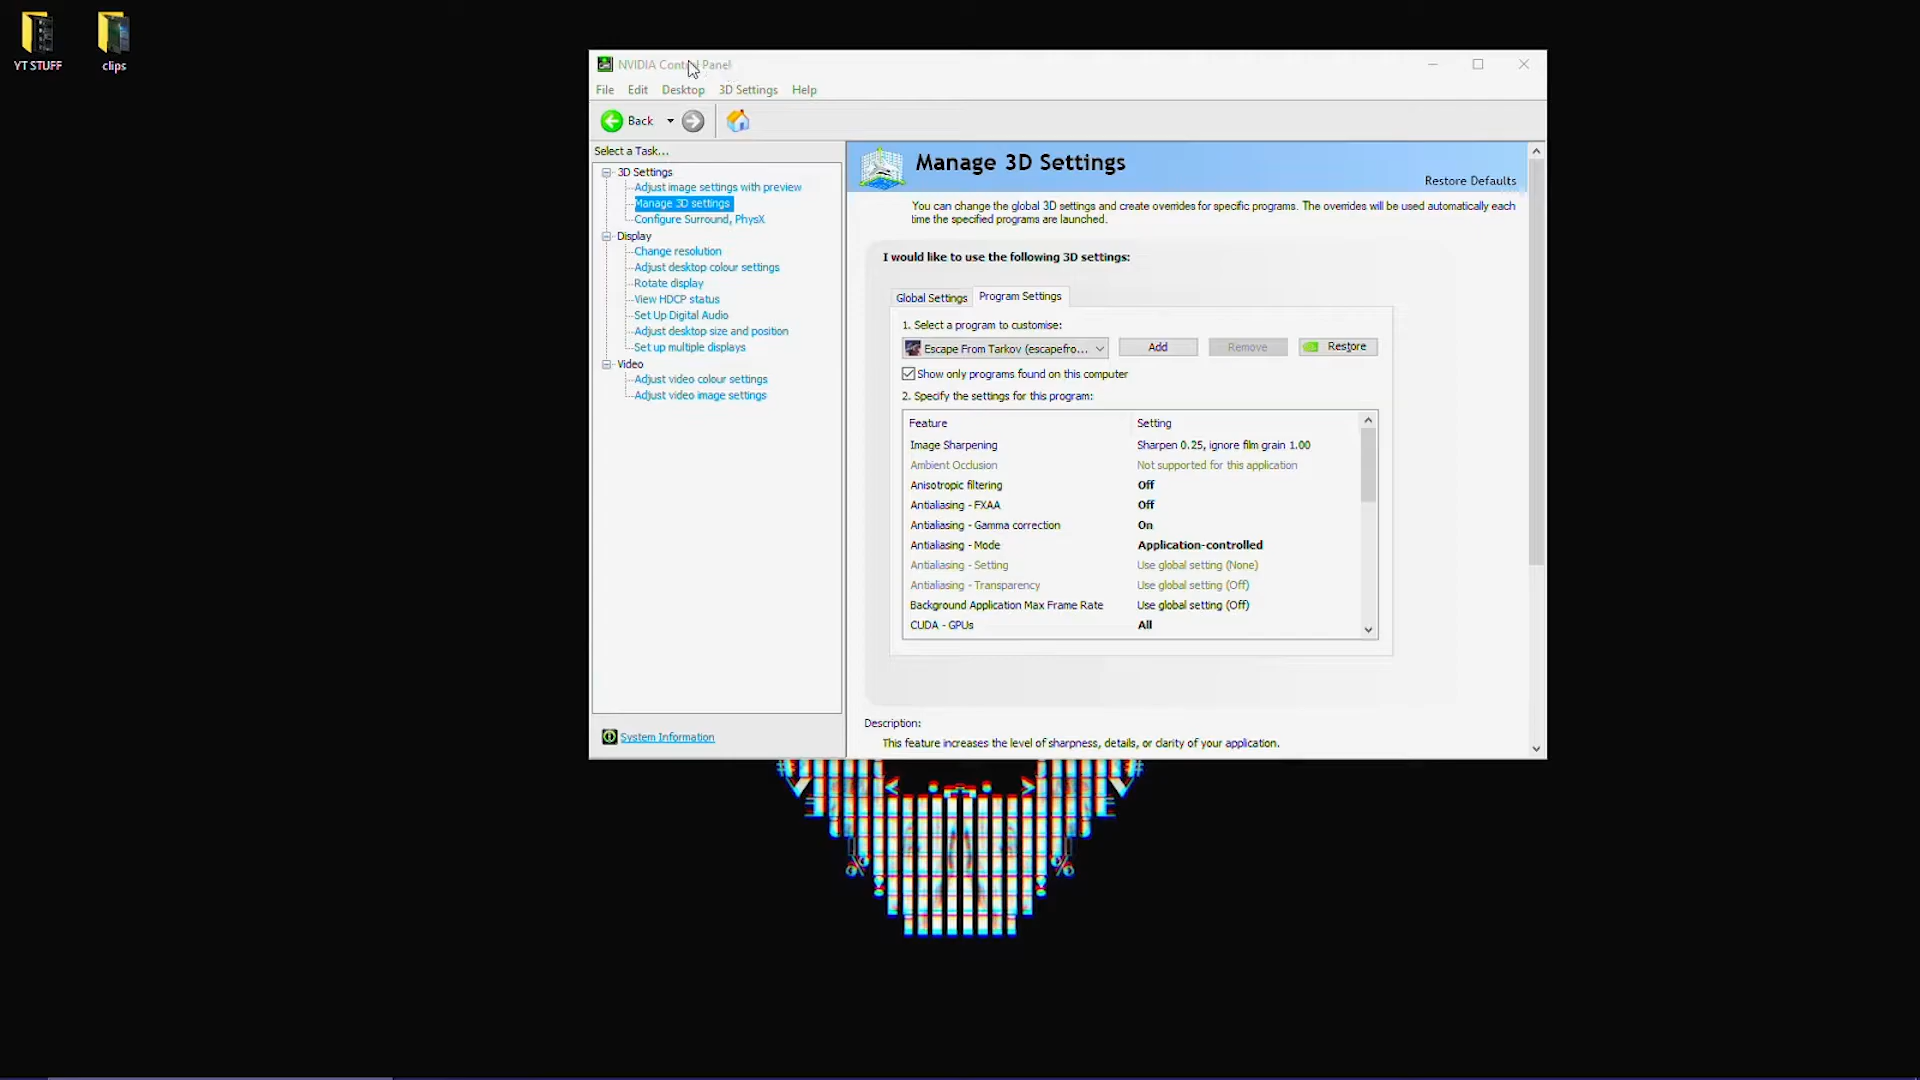 YT STUFF
clips
NVIDIA Control Panel
File Edit Desktop 3D Settings Help
Back
Select a Task...
3D Settings
Adjust image settings with preview
Manage 3D settings
Configure Surround, PhysX
Display
Change resolution
Adjust desktop colour settings
Rotate display
View HDCP status
Set Up Digital Audio
Adjust desktop size and position
Set up multiple displays
Video
Adjust video colour settings
Adjust video image settings
System Information
Manage 3D Settings
Restore Defaults
You can change the global 3D settings and create overrides for specific programs. The overrides will be used automatically each
time the specified programs are launched.
I would like to use the following 3D settings:
Global Settings Program Settings
1. Select a program to customise:
Escape From Tarkov (escapefro... Add Remove Restore
Show only programs found on this computer
2. Specify the settings for this program:
Feature Setting
Image Sharpening Sharpen 0.25, ignore film grain 1.00
Ambient Occlusion Not supported for this application
Anisotropic filtering Off
Antialiasing - FXAA Off
Antialiasing - Gamma correction On
Antialiasing - Mode Application-controlled
Antialiasing - Setting Use global setting (None)
Antialiasing - Transparency Use global setting (Off)
Background Application Max Frame Rate Use global setting (Off)
CUDA - GPUs All
Description:
This feature increases the level of sharpness, details, or clarity of your application.